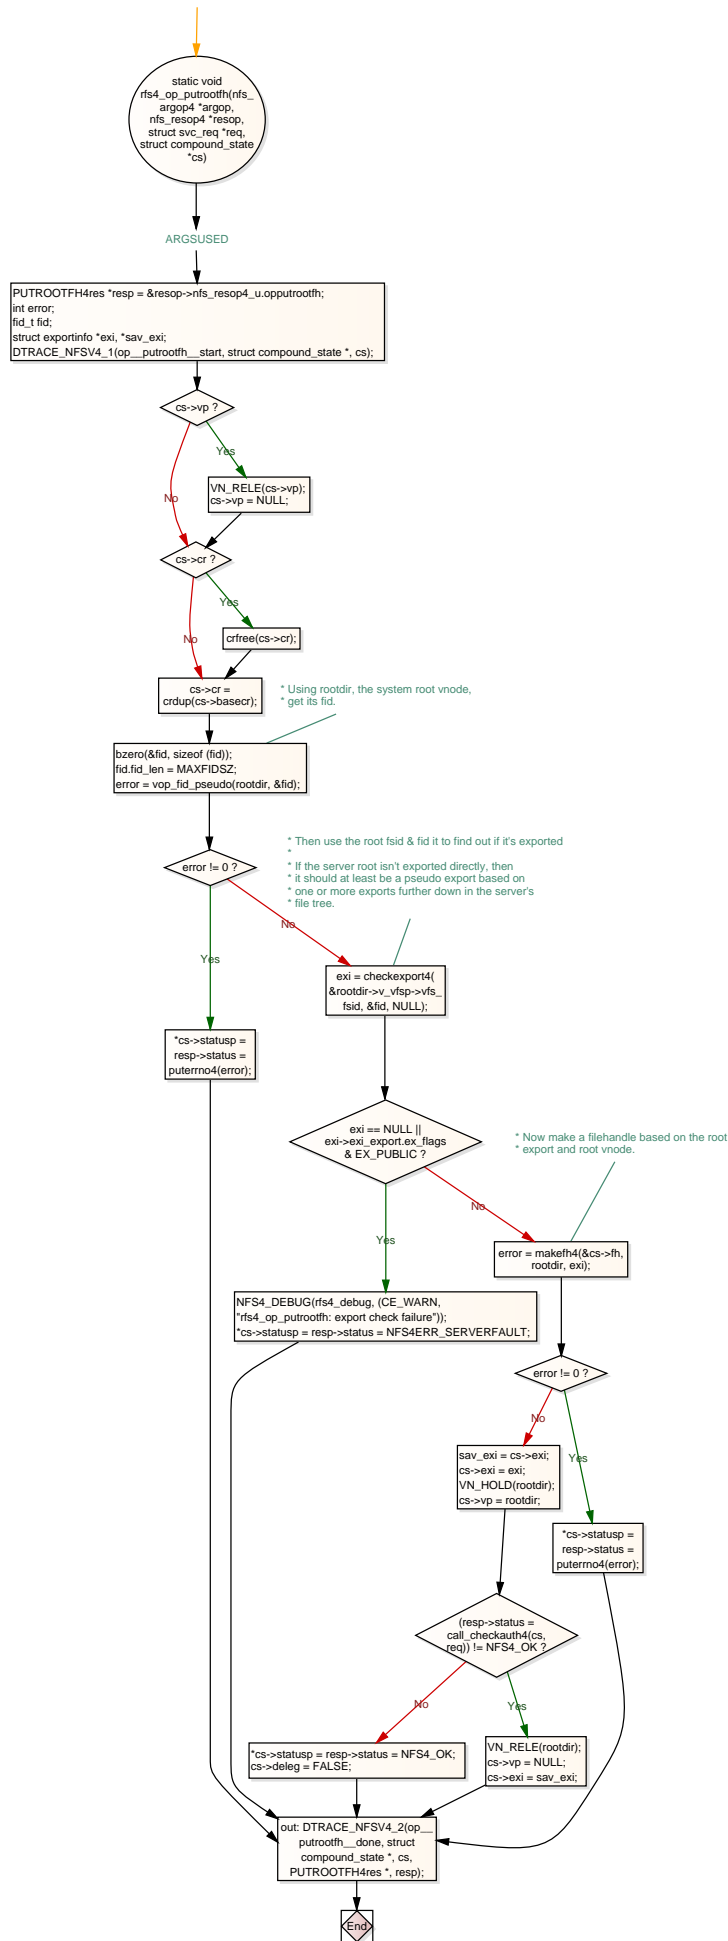 static void
rfs4_op_putrootfh(nfs_
argop4 *argop,
nfs_resop4 *resop,
struct svc_req *req,
struct compound_state
*cs)
ARGSUSED
PUTROOTFH4res *resp = &resop->nfs_resop4_u.opputrootfh;
int error;
fid_t fid;
struct exportinfo *exi, *sav_exi;
DTRACE_NFSV4_1(op__putrootfh__start, struct compound_state *, cs);
cs->vp ?
Yes
VN_RELE(cs->vp);
cs->vp = NULL;
No
cs->cr ?
Yes
No
crfree(cs->cr);
cs->cr =
crdup(cs->basecr);
* Using rootdir, the system root vnode,
* get its fid.
bzero(&fid, sizeof (fid));
fid.fid_len = MAXFIDSZ;
error = vop_fid_pseudo(rootdir, &fid);
* Then use the root fsid & fid it to find out if it's exported
*
* If the server root isn't exported directly, then
* it should at least be a pseudo export based on
* one or more exports further down in the server's
* file tree.
error != 0 ?
No
Yes
exi = checkexport4(
&rootdir->v_vfsp->vfs_
fsid, &fid, NULL);
*cs->statusp =
resp->status =
puterrno4(error);
exi == NULL ||
exi->exi_export.ex_flags
& EX_PUBLIC ?
* Now make a filehandle based on the root
* export and root vnode.
No
Yes
error = makefh4(&cs->fh,
rootdir, exi);
NFS4_DEBUG(rfs4_debug, (CE_WARN,
"rfs4_op_putrootfh: export check failure"));
*cs->statusp = resp->status = NFS4ERR_SERVERFAULT;
error != 0 ?
No
Yes
sav_exi = cs->exi;
cs->exi = exi;
VN_HOLD(rootdir);
cs->vp = rootdir;
*cs->statusp =
resp->status =
puterrno4(error);
(resp->status =
call_checkauth4(cs,
req)) != NFS4_OK ?
No
Yes
*cs->statusp = resp->status = NFS4_OK;
cs->deleg = FALSE;
VN_RELE(rootdir);
cs->vp = NULL;
cs->exi = sav_exi;
out: DTRACE_NFSV4_2(op__
putrootfh__done, struct
compound_state *, cs,
PUTROOTFH4res *, resp);
End